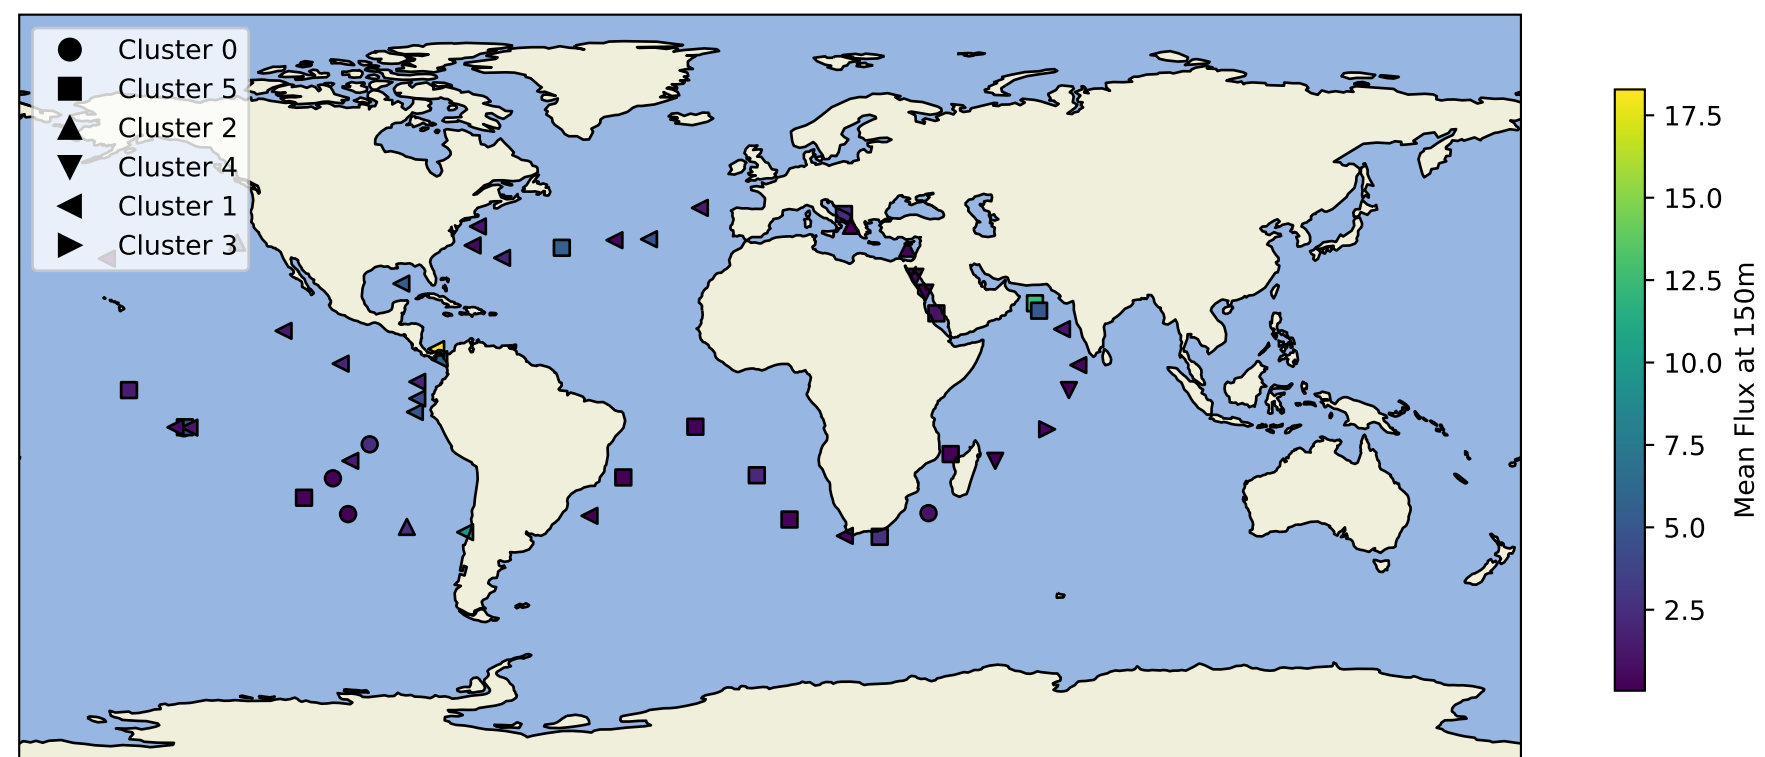 Cluster 0
Cluster 5
Cluster 2
Cluster 4
Cluster 1
Cluster 3
17.5
15.0
12.5
10.0
7.5
5.0
2.5
Mean Flux at 150m